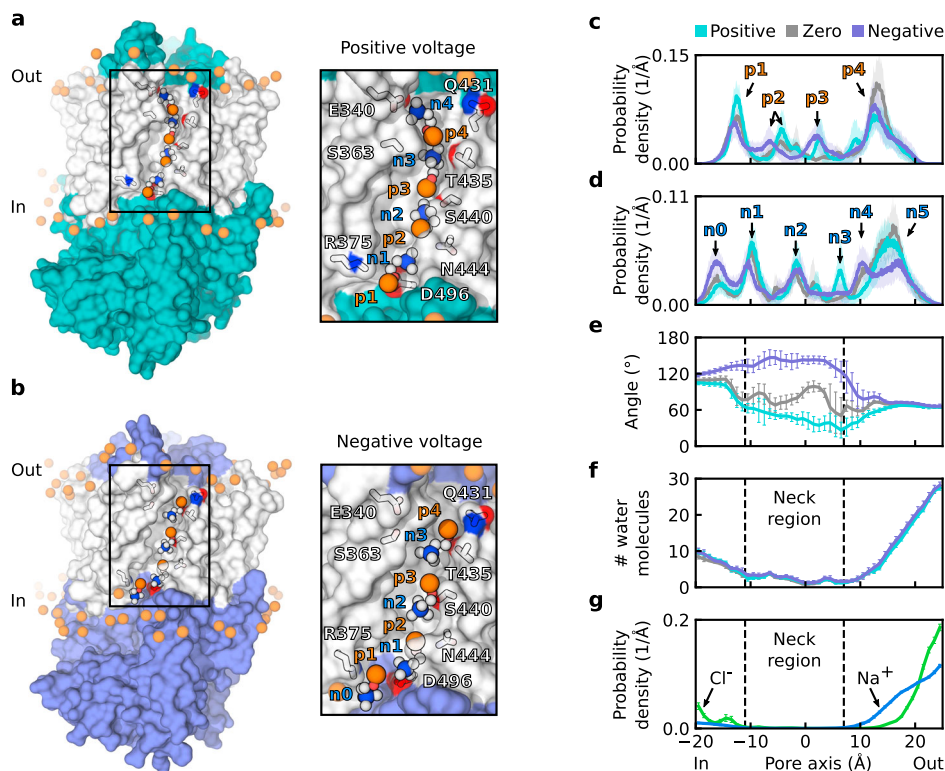 a
Out
In
Positive voltage
Q431
E340
n4
p4
S363
n3
T435
p3
n2
S440
p2
R375
n1
N444
p1
D496
b
Out
In
Negative voltage
Q431
E340
p4
n3
S363
T435
p3
n2
S440
p2
R375
n1
p1
N444
D496
n0
c
Positive Zero Negative
Probability
density (1/Å)
0.15
0.00
p1
p2
p3
p4
d
Probability
density (1/Å)
0.11
0.00
n0
n1
n2
n3
n4
n5
e
Angle (°)
180
120
60
0
f
# water
molecules
30
20
10
0
Neck
region
g
Probability
density (1/Å)
0.2
0.0
Cl-
Neck
region
Na+
−20 −10 0 10 20
In Pore axis (Å) Out